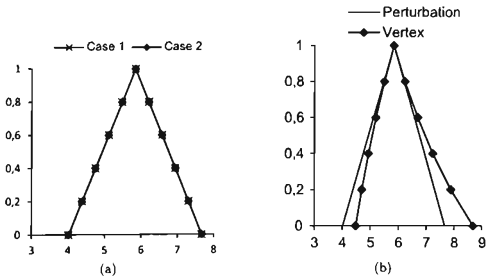 Case 1 Case 2
1
0,8
0,6
0,4
0,2
0
3 4 5 6 7 8
(a)
Perturbation
Vertex
1
0,8
0,6
0,4
0,2
0
3 4 5 6 7 8 9
(b)